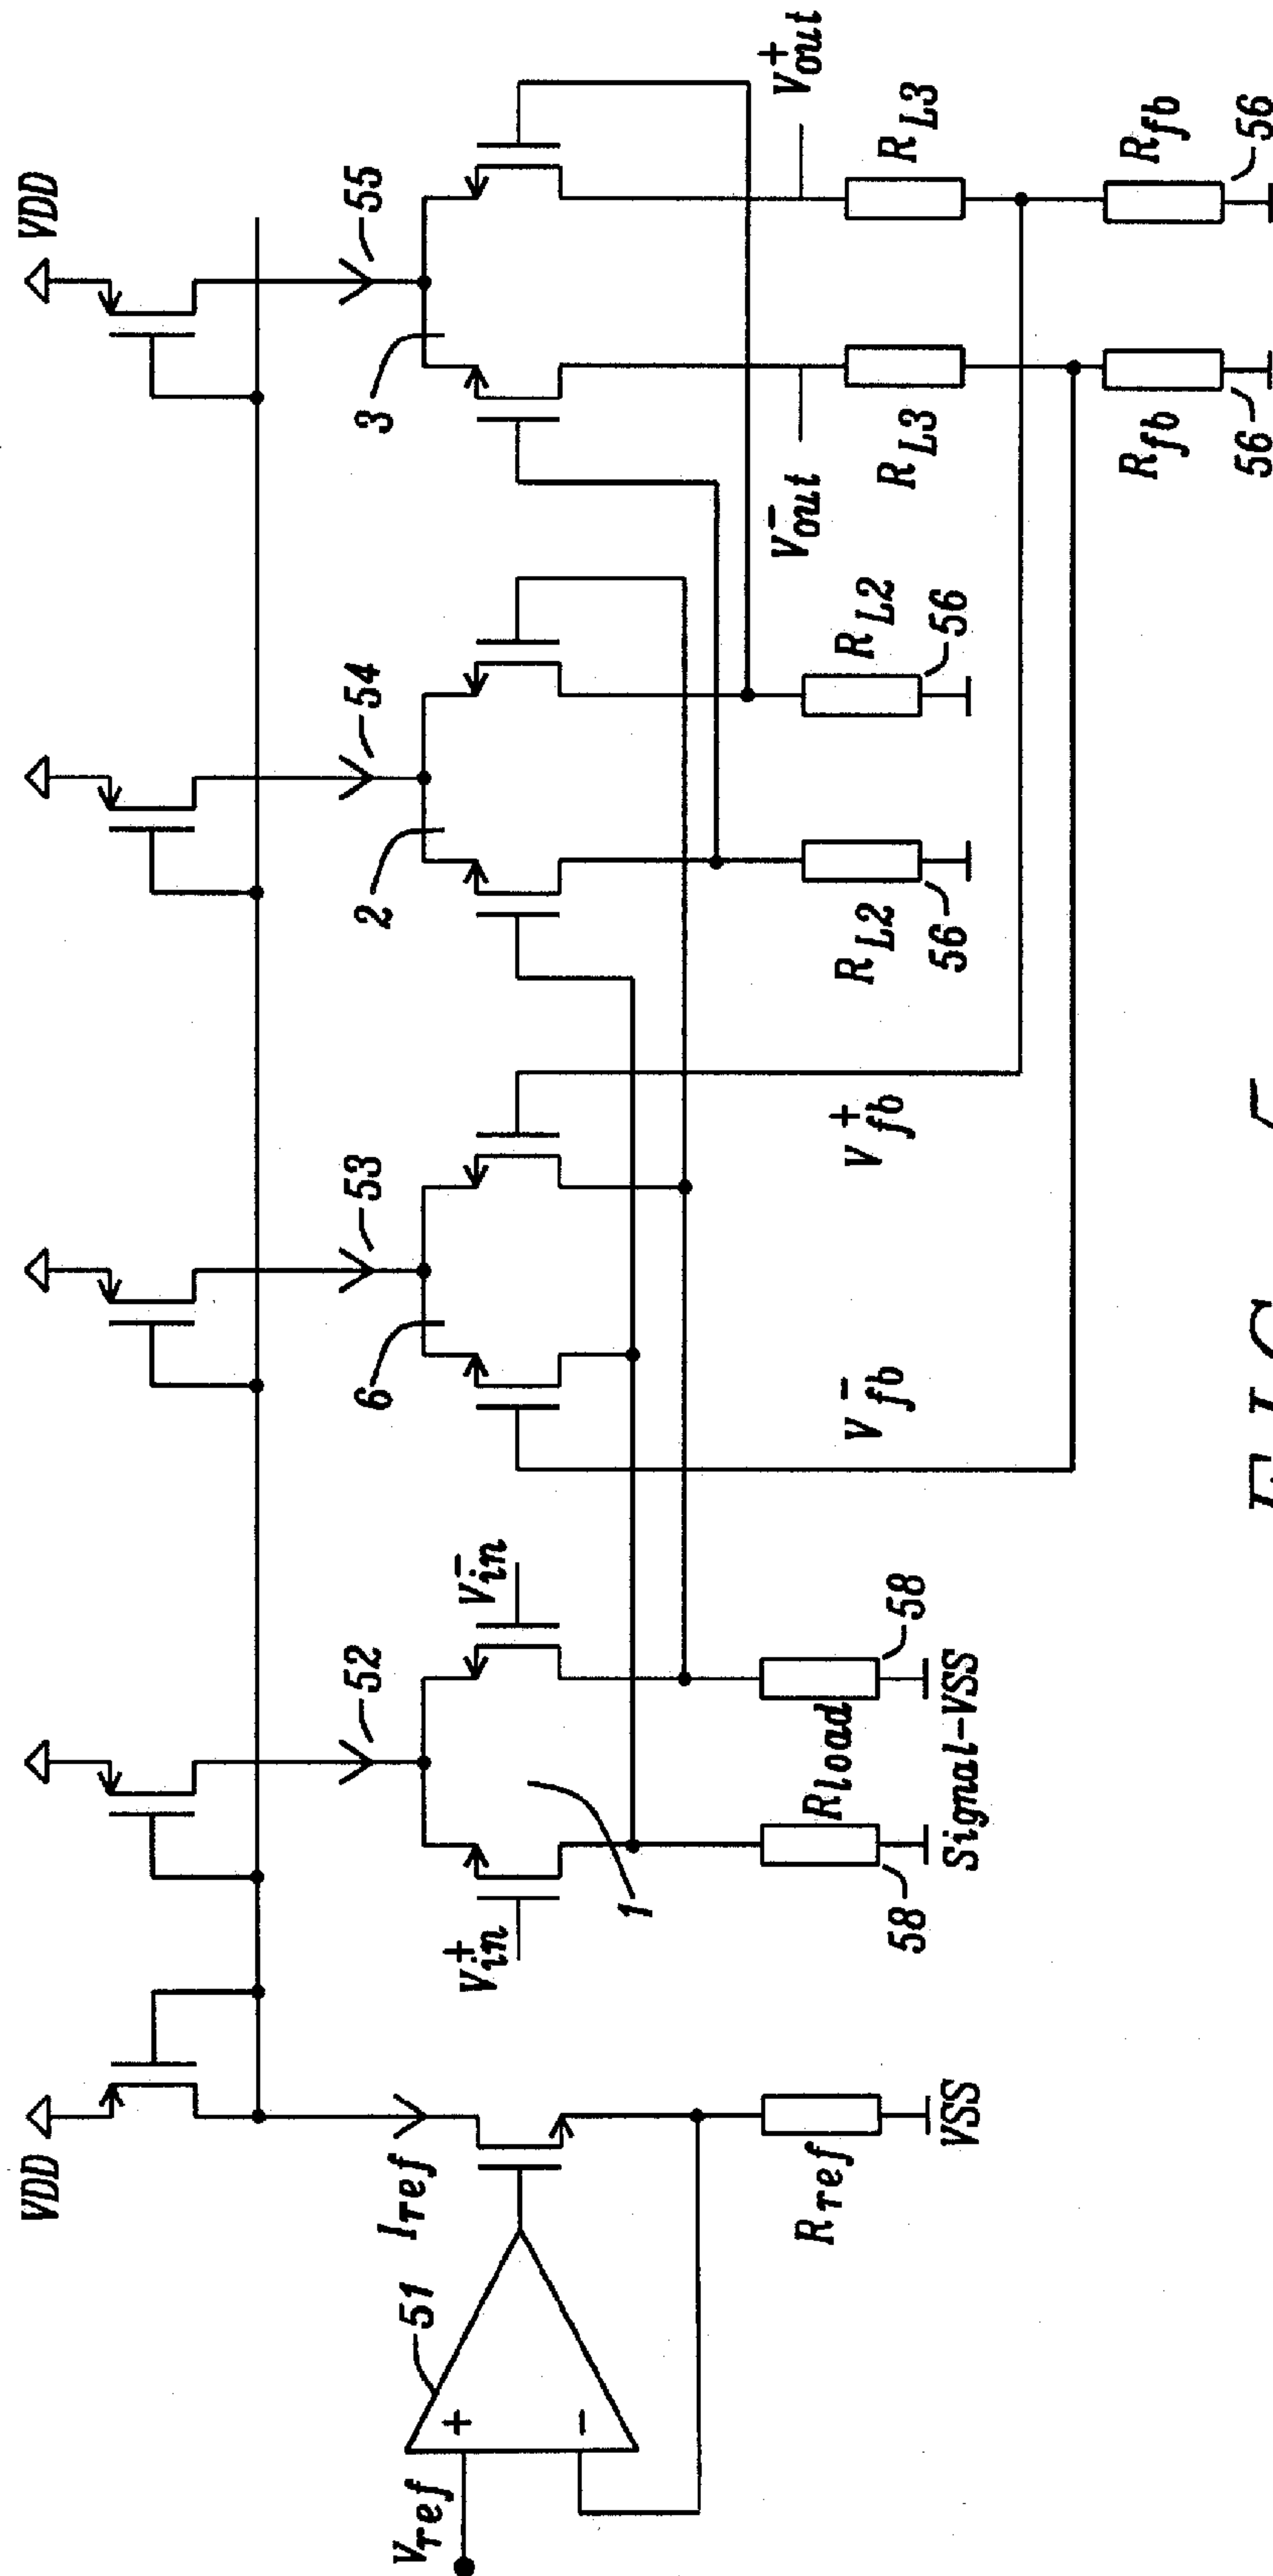 VDD
VDD
55
54
53
52
3
2
6
1
V+in
V-in
Iref
51
+
-
Vref
Rref
VSS
Rload
58
58
Signal-VSS
V-fb
V+fb
RL2
56
RL2
56
V-out
V+out
RL3
RL3
Rfb
56
Rfb
56